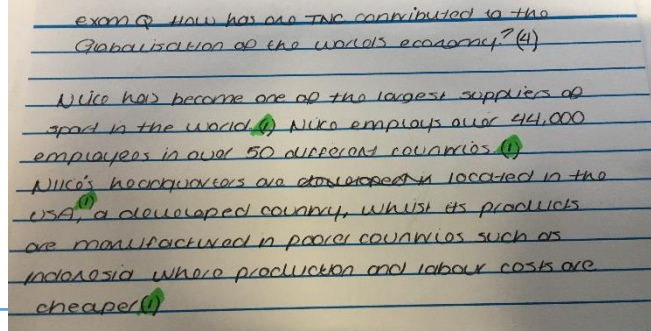 exam Q How has one TNC contributed to the
Globalisation of the worlds economy? (4)
Nike has become one of the largest suppliers of
sport in the world. (1) Nike employs over 44,000
employees in over 50 different countries. (1)
Nike's headquarters are located in the
USA, (1) a developed country, whilst its products
are manufactured in poorer countries such as
Indonesia where production and labour costs are
cheaper (1)